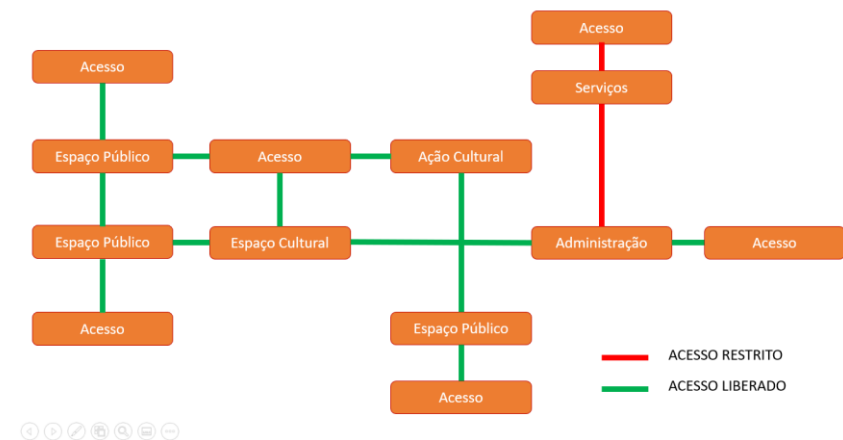 Acesso
Acesso
Serviços
Espaço Público
Acesso
Ação Cultural
Espaço Público
Espaço Cultural
Administração
Acesso
Acesso
Espaço Público
Acesso
ACESSO RESTRITO
ACESSO LIBERADO